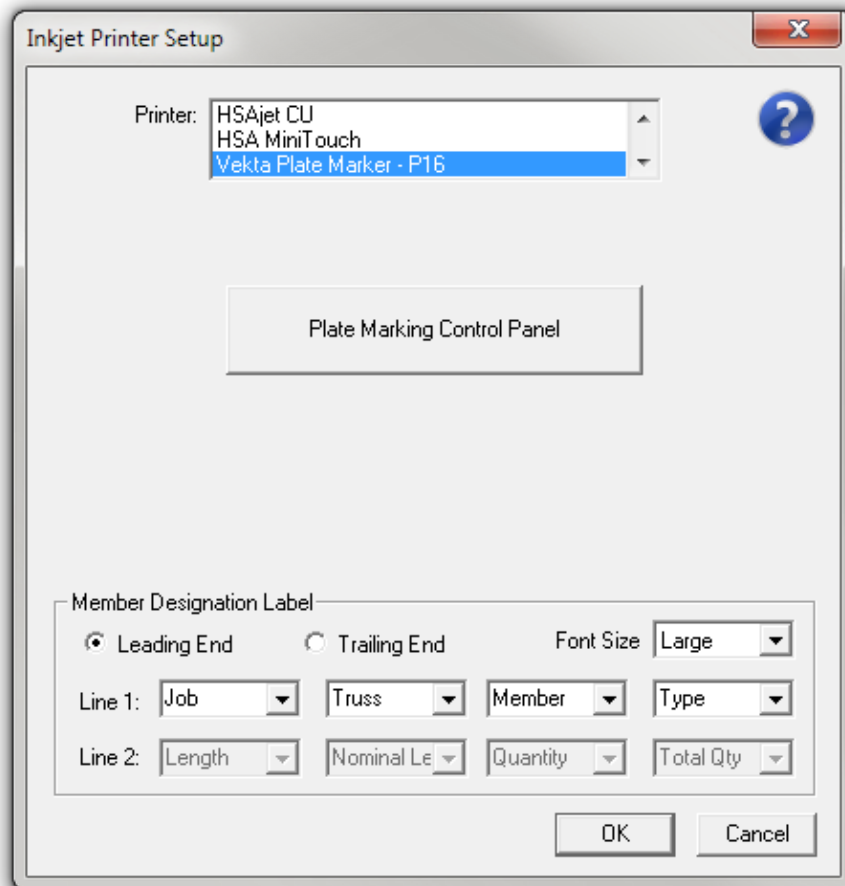 Inkjet Printer Setup
Printer: HSAjet CU
HSA MiniTouch
Vekta Plate Marker - P16
?
Plate Marking Control Panel
Member Designation Label
Leading End Trailing End Font Size Large
Line 1: Job Truss Member Type
Line 2: Length Nominal Le Quantity Total Qty
OK Cancel